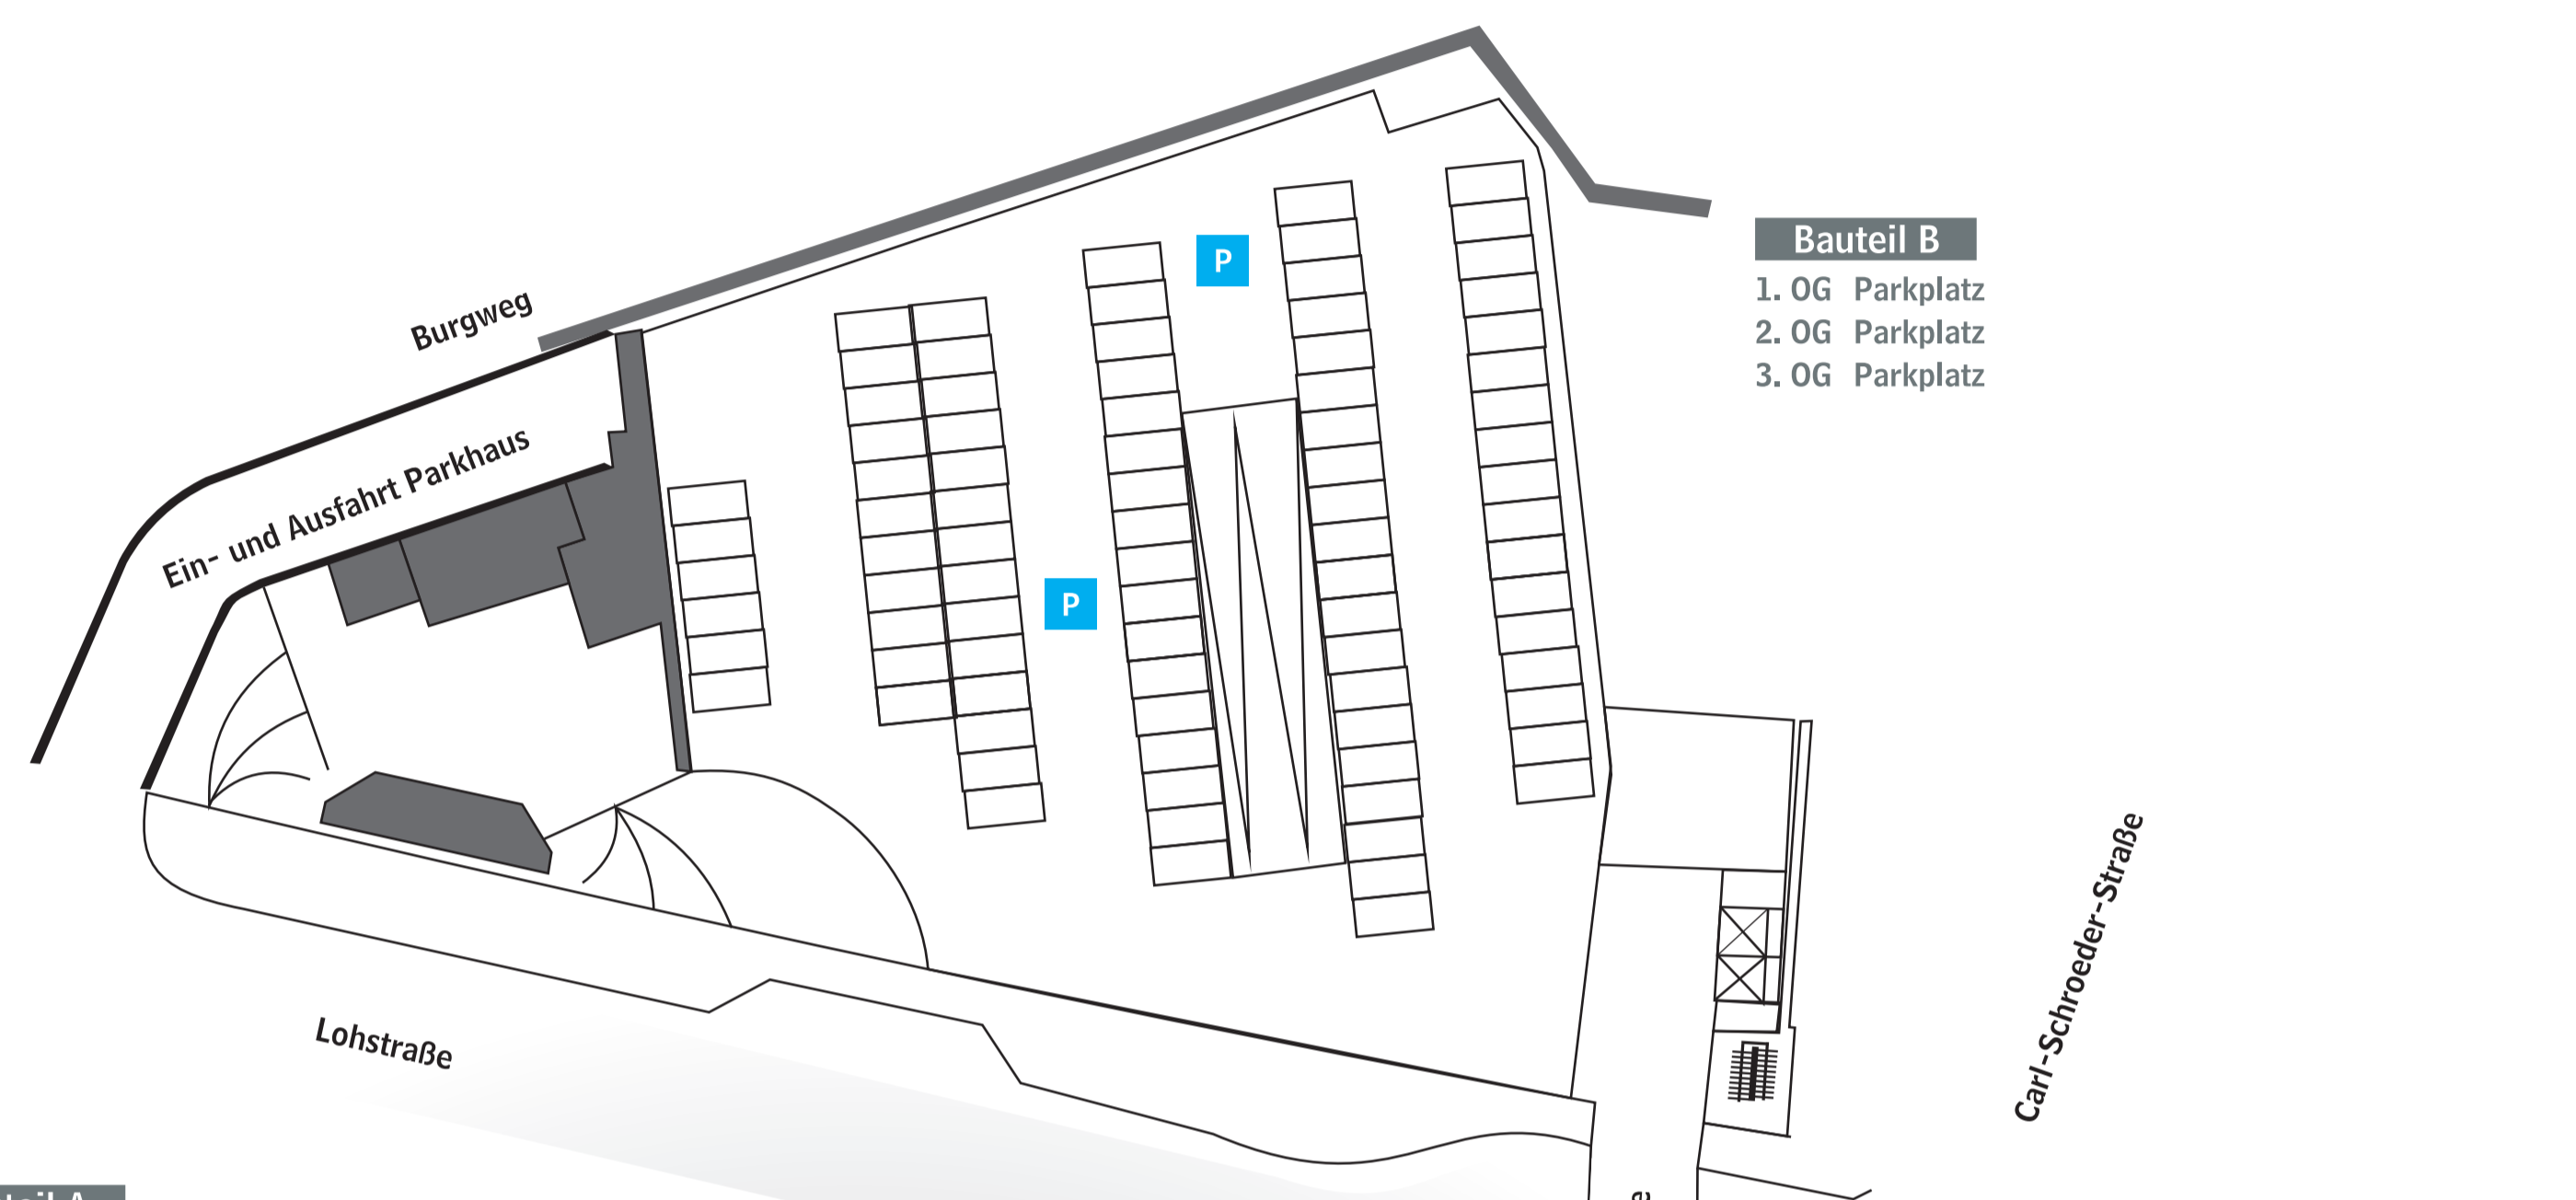 Burgweg
Ein- und Ausfahrt Parkhaus
P
P
Bauteil B
1. OG Parkplatz
2. OG Parkplatz
3. OG Parkplatz
Carl-Schroeder-Straße
Lohstraße